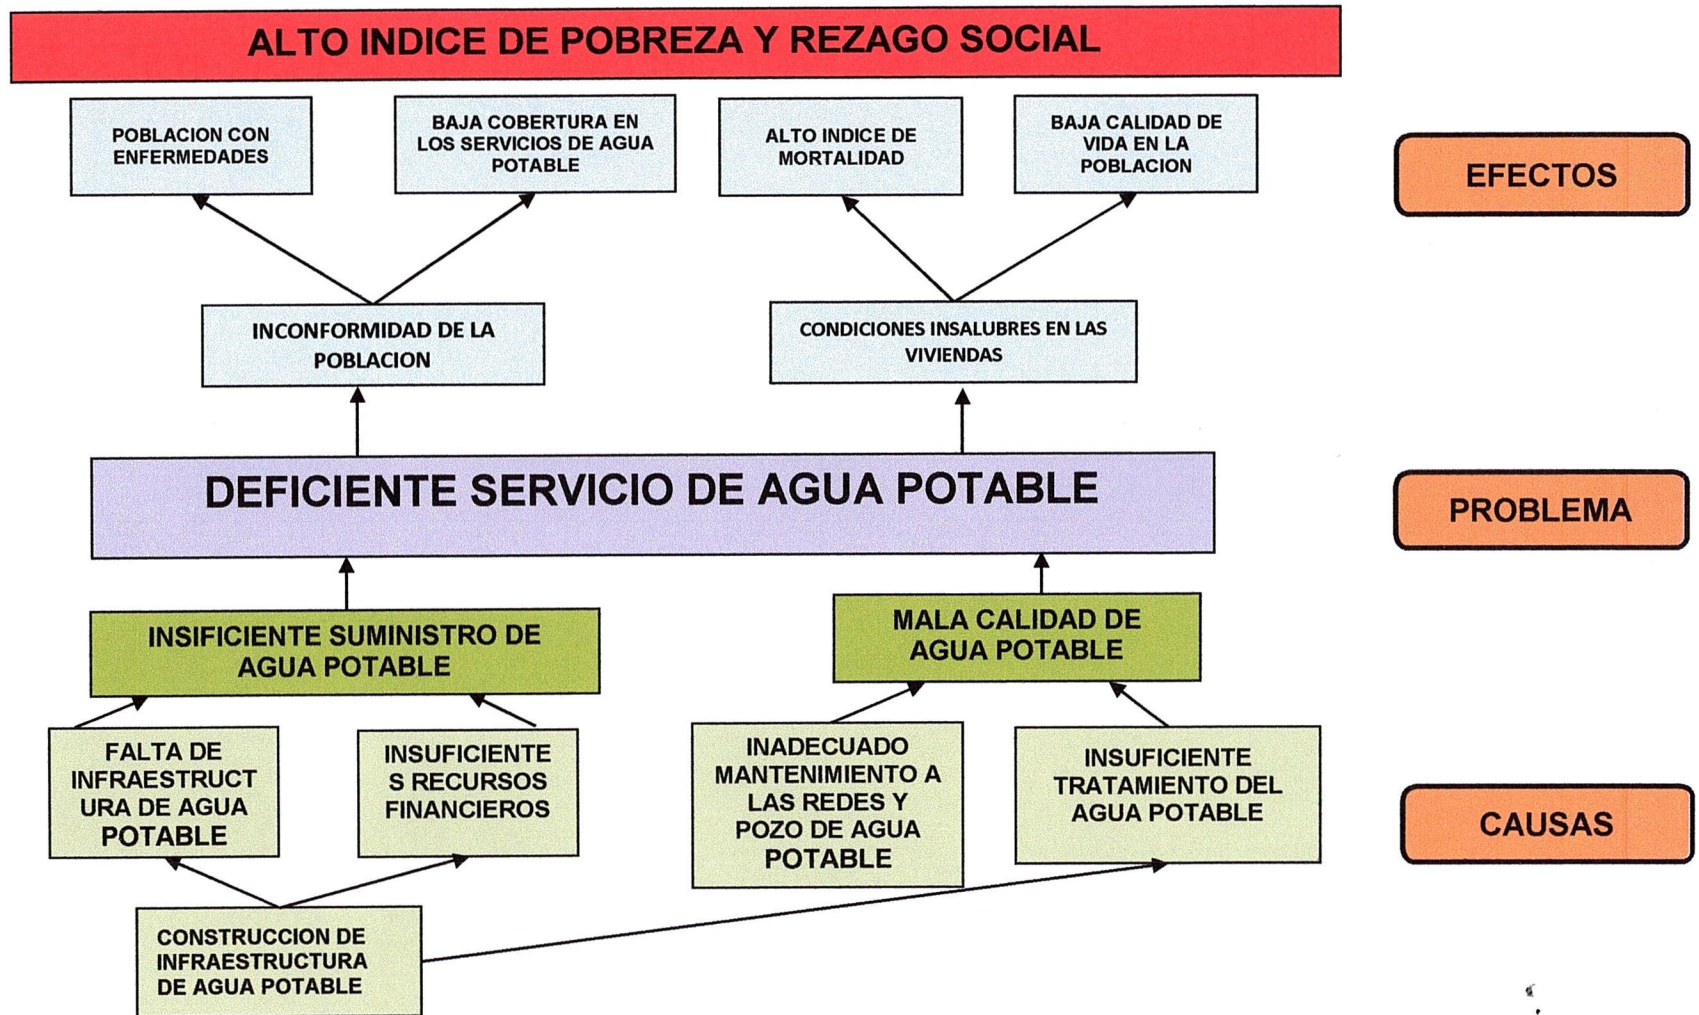 ALTO INDICE DE POBREZA Y REZAGO SOCIAL
POBLACION CON
ENFERMEDADES
BAJA COBERTURA EN
LOS SERVICIOS DE AGUA
POTABLE
ALTO INDICE DE
MORTALIDAD
BAJA CALIDAD DE
VIDA EN LA
POBLACION
EFECTOS
INCONFORMIDAD DE LA
POBLACION
CONDICIONES INSALUBRES EN LAS
VIVIENDAS
DEFICIENTE SERVICIO DE AGUA POTABLE
PROBLEMA
INSIFICIENTE SUMINISTRO DE
AGUA POTABLE
MALA CALIDAD DE
AGUA POTABLE
FALTA DE
INFRAESTRUCT
URA DE AGUA
POTABLE
INSUFICIENTE
S RECURSOS
FINANCIEROS
INADECUADO
MANTENIMIENTO A
LAS REDES Y
POZO DE AGUA
POTABLE
INSUFICIENTE
TRATAMIENTO DEL
AGUA POTABLE
CAUSAS
CONSTRUCCION DE
INFRAESTRUCTURA
DE AGUA POTABLE